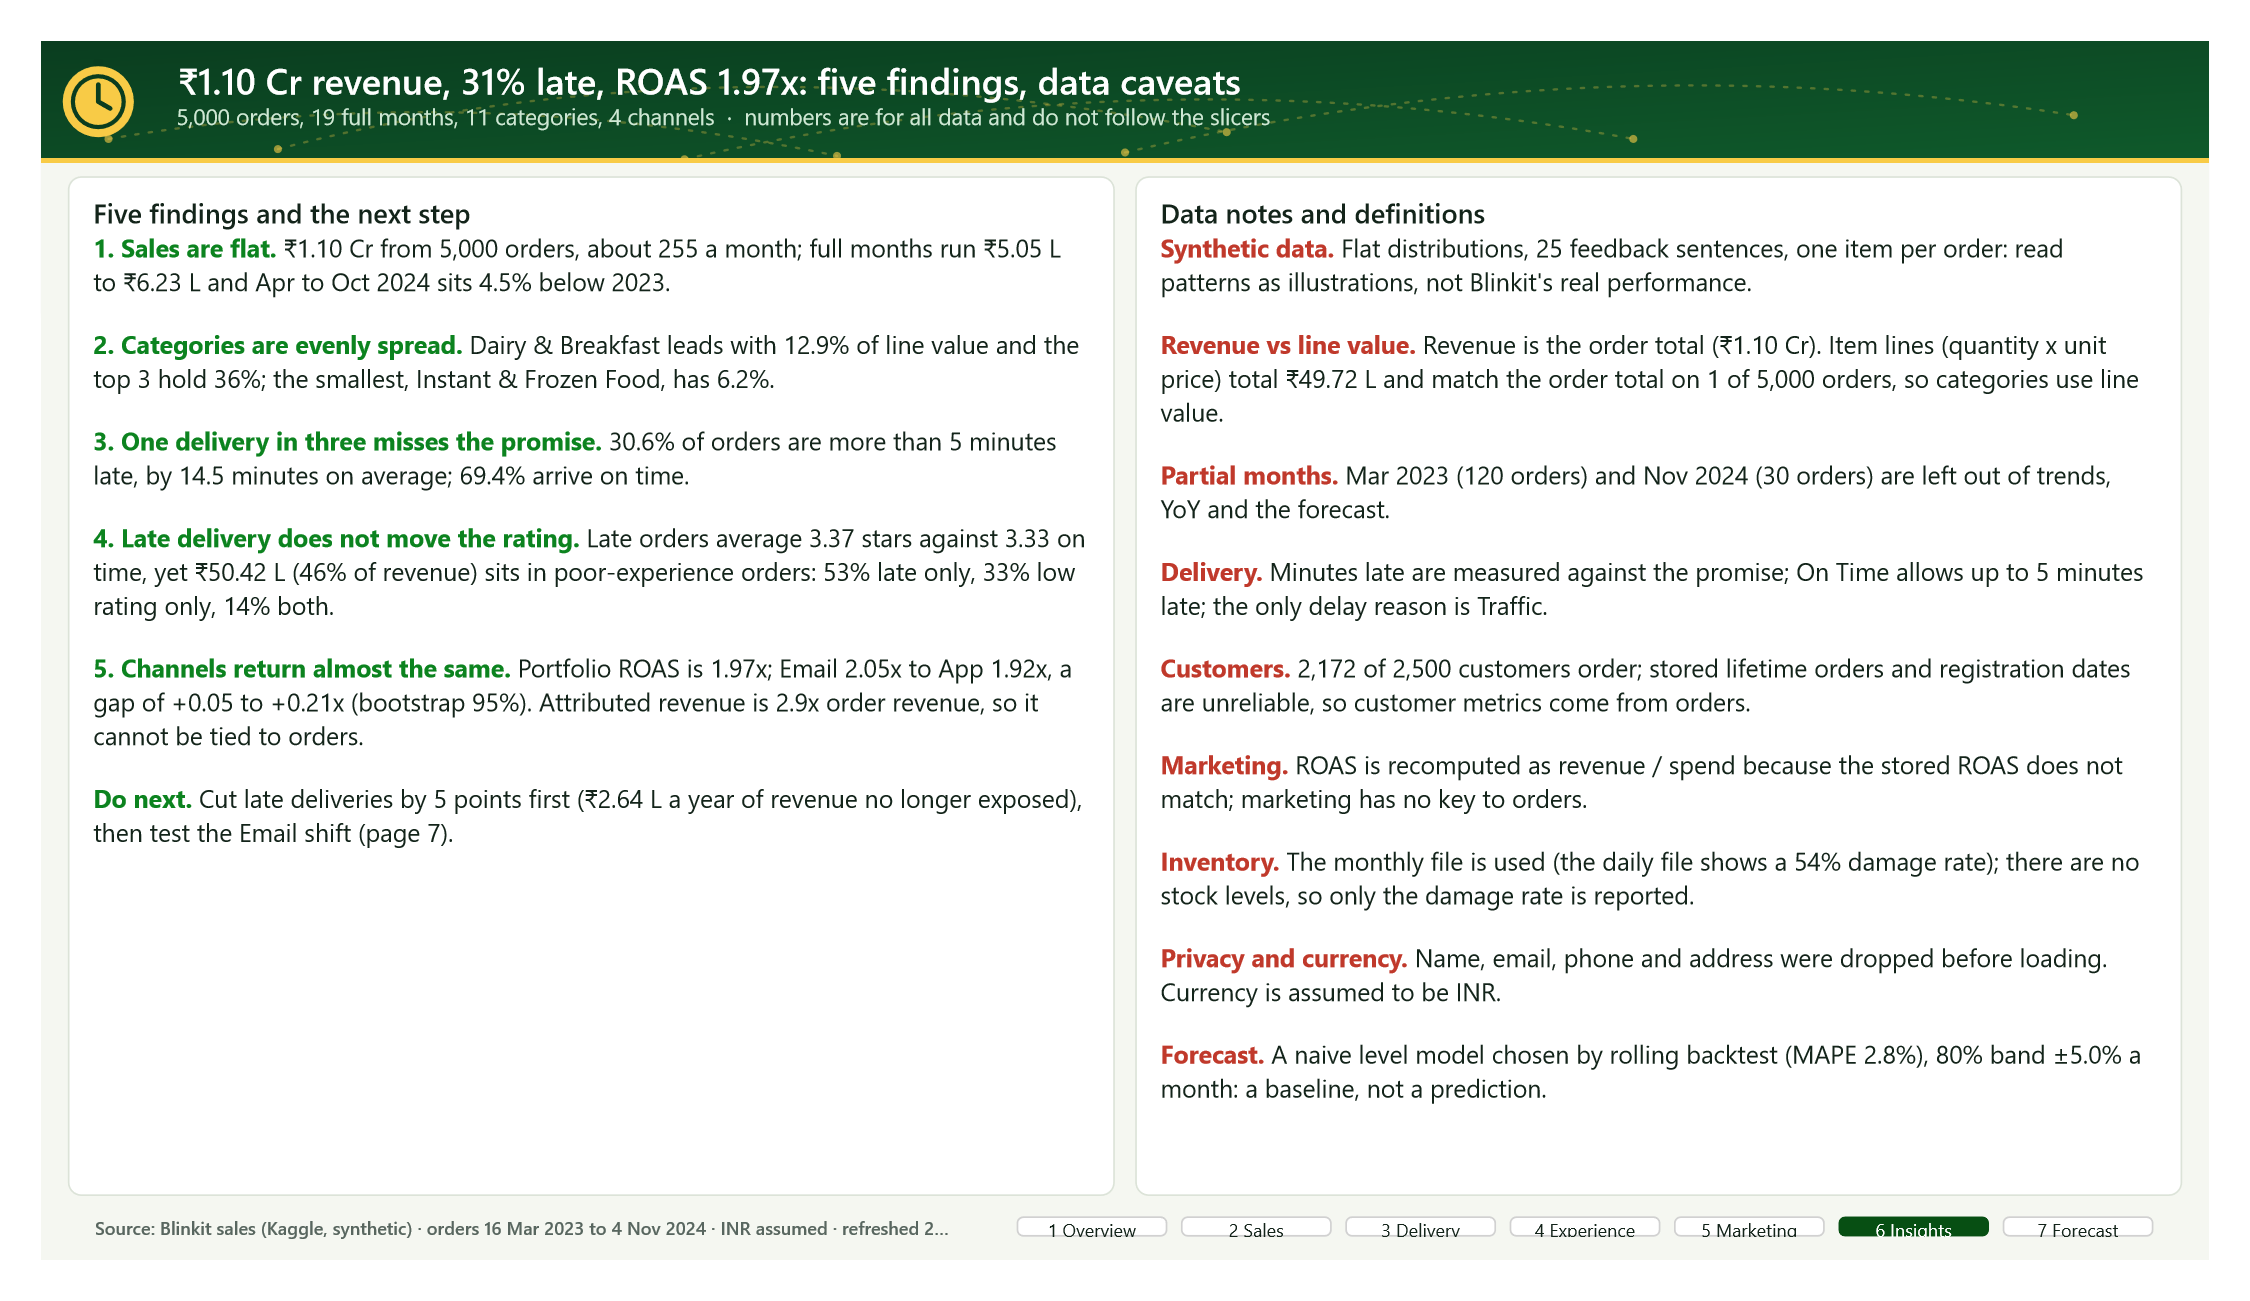 ₹1.10 Cr revenue, 31% late, ROAS 1.97x: five findings, data caveats
5,000 orders, 19 full months, 11 categories, 4 channels · numbers are for all data and do not follow the slicers
Five findings and the next step
1. Sales are flat. ₹1.10 Cr from 5,000 orders, about 255 a month; full months run ₹5.05 L
to ₹6.23 L and Apr to Oct 2024 sits 4.5% below 2023.
2. Categories are evenly spread. Dairy & Breakfast leads with 12.9% of line value and the
top 3 hold 36%; the smallest, Instant & Frozen Food, has 6.2%.
3. One delivery in three misses the promise. 30.6% of orders are more than 5 minutes
late, by 14.5 minutes on average; 69.4% arrive on time.
4. Late delivery does not move the rating. Late orders average 3.37 stars against 3.33 on
time, yet ₹50.42 L (46% of revenue) sits in poor-experience orders: 53% late only, 33% low
rating only, 14% both.
5. Channels return almost the same. Portfolio ROAS is 1.97x; Email 2.05x to App 1.92x, a
gap of +0.05 to +0.21x (bootstrap 95%). Attributed revenue is 2.9x order revenue, so it
cannot be tied to orders.
Do next. Cut late deliveries by 5 points first (₹2.64 L a year of revenue no longer exposed),
then test the Email shift (page 7).
Data notes and definitions
Synthetic data. Flat distributions, 25 feedback sentences, one item per order: read
patterns as illustrations, not Blinkit's real performance.
Revenue vs line value. Revenue is the order total (₹1.10 Cr). Item lines (quantity x unit
price) total ₹49.72 L and match the order total on 1 of 5,000 orders, so categories use line
value.
Partial months. Mar 2023 (120 orders) and Nov 2024 (30 orders) are left out of trends,
YoY and the forecast.
Delivery. Minutes late are measured against the promise; On Time allows up to 5 minutes
late; the only delay reason is Traffic.
Customers. 2,172 of 2,500 customers order; stored lifetime orders and registration dates
are unreliable, so customer metrics come from orders.
Marketing. ROAS is recomputed as revenue / spend because the stored ROAS does not
match; marketing has no key to orders.
Inventory. The monthly file is used (the daily file shows a 54% damage rate); there are no
stock levels, so only the damage rate is reported.
Privacy and currency. Name, email, phone and address were dropped before loading.
Currency is assumed to be INR.
Forecast. A naive level model chosen by rolling backtest (MAPE 2.8%), 80% band ±5.0% a
month: a baseline, not a prediction.
Source: Blinkit sales (Kaggle, synthetic) · orders 16 Mar 2023 to 4 Nov 2024 · INR assumed · refreshed 2...
1 Overview
2 Sales
3 Delivery
4 Experience
5 Marketing
6 Insights
7 Forecast